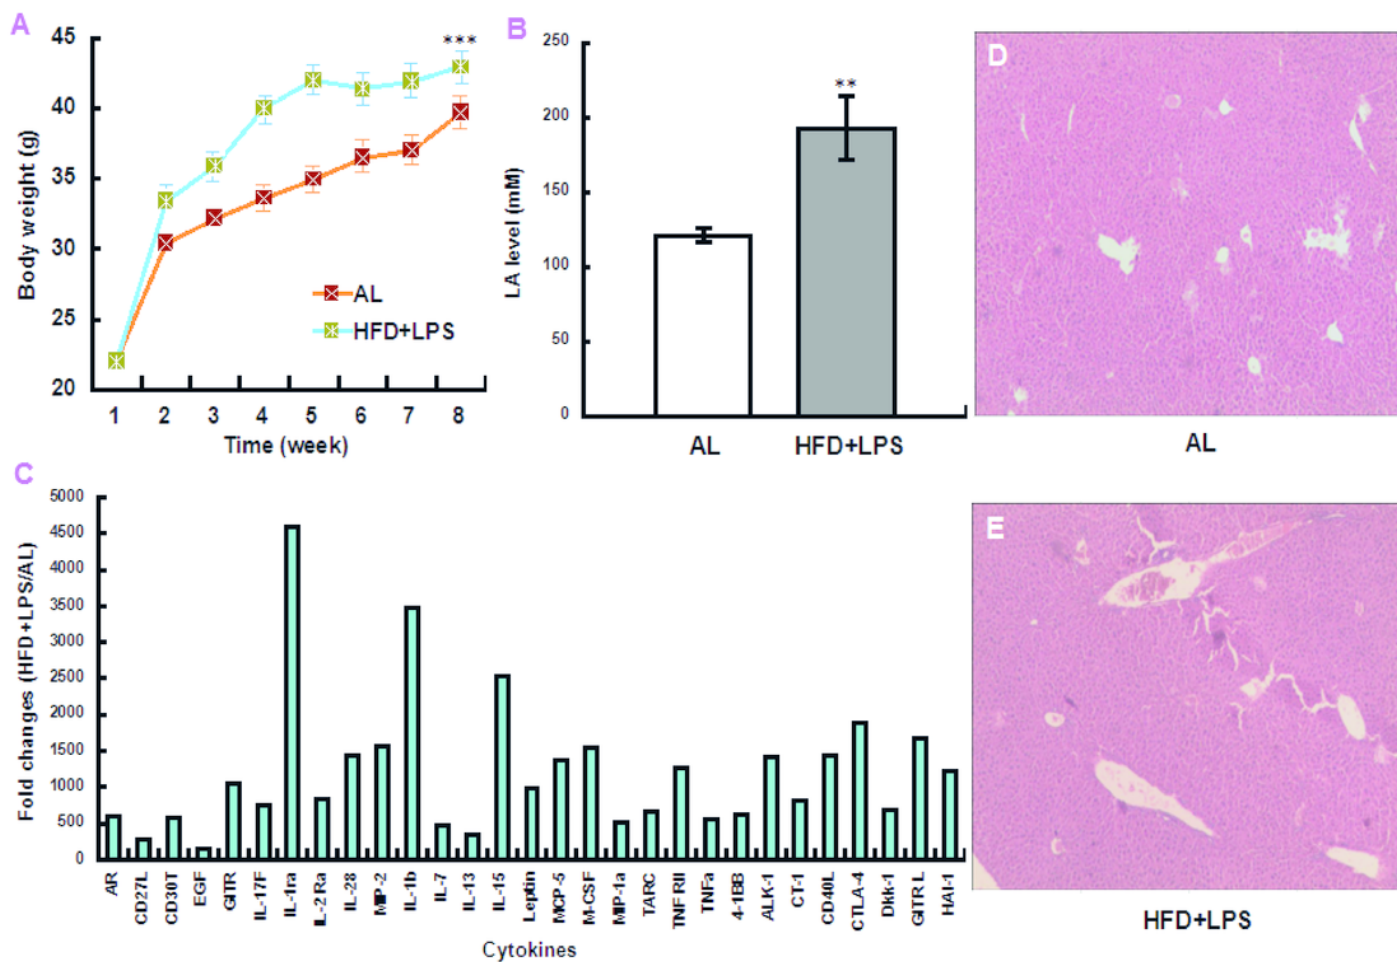 A
45
40
35
30
25
20
Body weight (g)
***
AL
HFD+LPS
1 2 3 4 5 6 7 8
Time (week)
B
250
200
150
100
50
0
LA level (mM)
**
AL HFD+LPS
D
AL
C
5000
4500
4000
3500
3000
2500
2000
1500
1000
500
0
Fold changes (HFD+LPS/AL)
AR
CD27L
CD30T
EGF
GITR
IL-17F
IL-1ra
IL-2 Ra
IL-28
MIP-2
IL-1b
IL-7
IL-13
IL-15
Leptin
MCP-5
M-CSF
MIP-1a
TARC
TNF RII
TNFa
4-1BB
ALK-1
CT-1
CD40L
CTLA-4
Dkk-1
GITR L
HAI-1
Cytokines
E
HFD+LPS